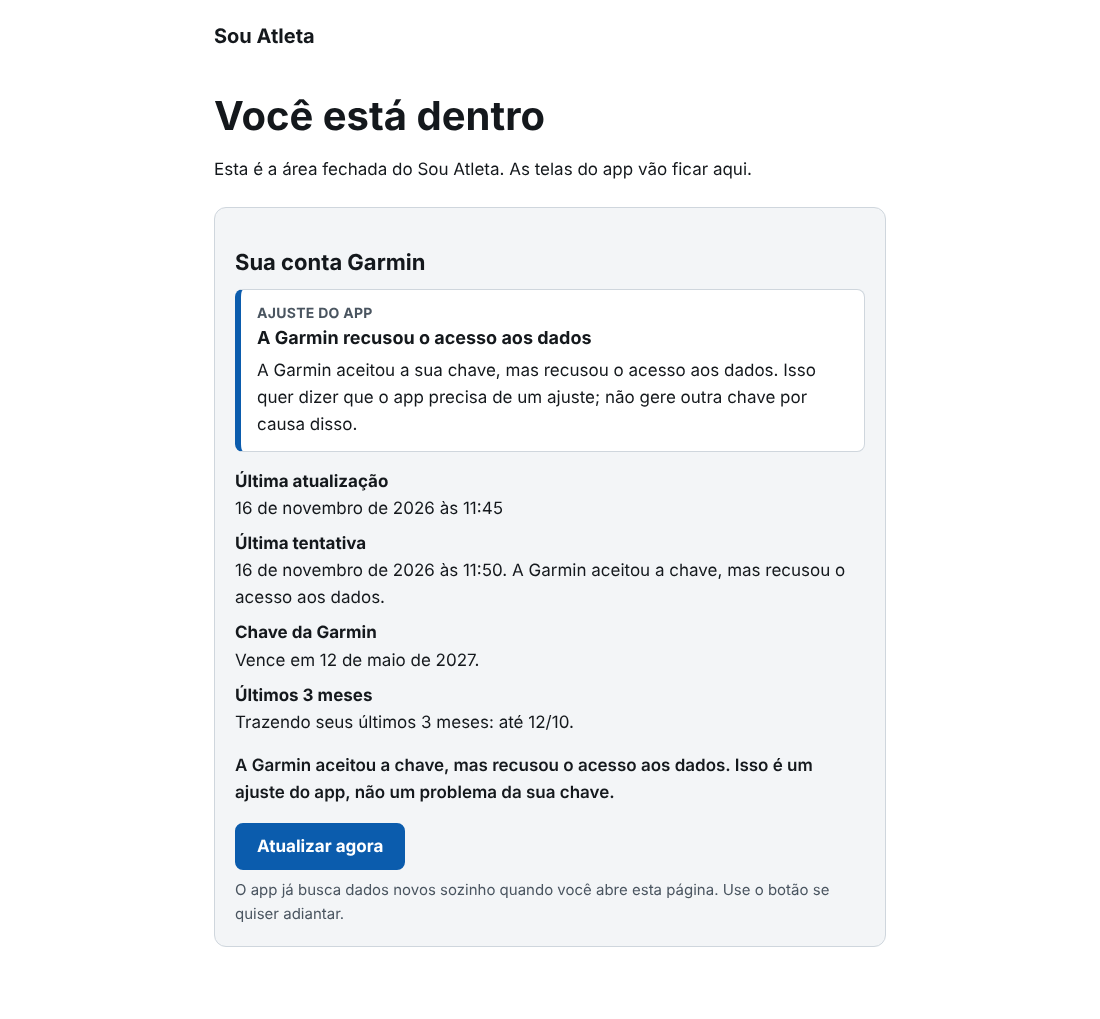 Sou Atleta
Você está dentro
Esta é a área fechada do Sou Atleta. As telas do app vão ficar aqui.
Sua conta Garmin
AJUSTE DO APP
A Garmin recusou o acesso aos dados
A Garmin aceitou a sua chave, mas recusou o acesso aos dados. Isso
quer dizer que o app precisa de um ajuste; não gere outra chave por
causa disso.
Última atualização
16 de novembro de 2026 às 11:45
Última tentativa
16 de novembro de 2026 às 11:50. A Garmin aceitou a chave, mas recusou o
acesso aos dados.
Chave da Garmin
Vence em 12 de maio de 2027.
Últimos 3 meses
Trazendo seus últimos 3 meses: até 12/10.
A Garmin aceitou a chave, mas recusou o acesso aos dados. Isso é um
ajuste do app, não um problema da sua chave.
Atualizar agora
O app já busca dados novos sozinho quando você abre esta página. Use o botão se
quiser adiantar.